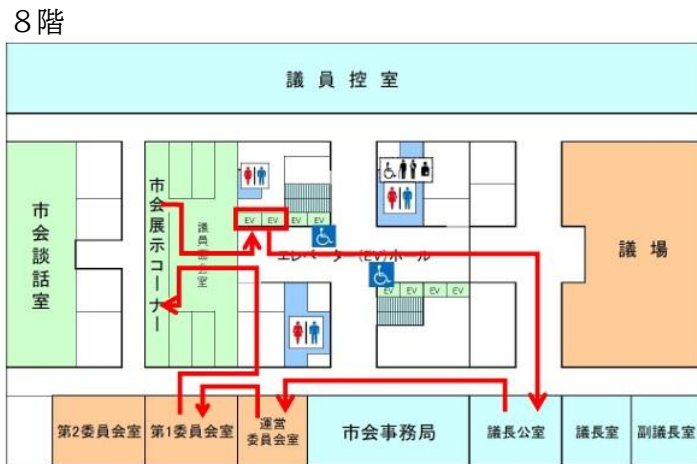 ８階
議員控室
市会談話室
市会展示コーナー
議員面会室
EV EV EV EV
エレベーター(EV)ホール
EV EV EV EV
議場
第2委員会室
第1委員会室
運営
委員会室
市会事務局
議長公室
議長室
副議長室